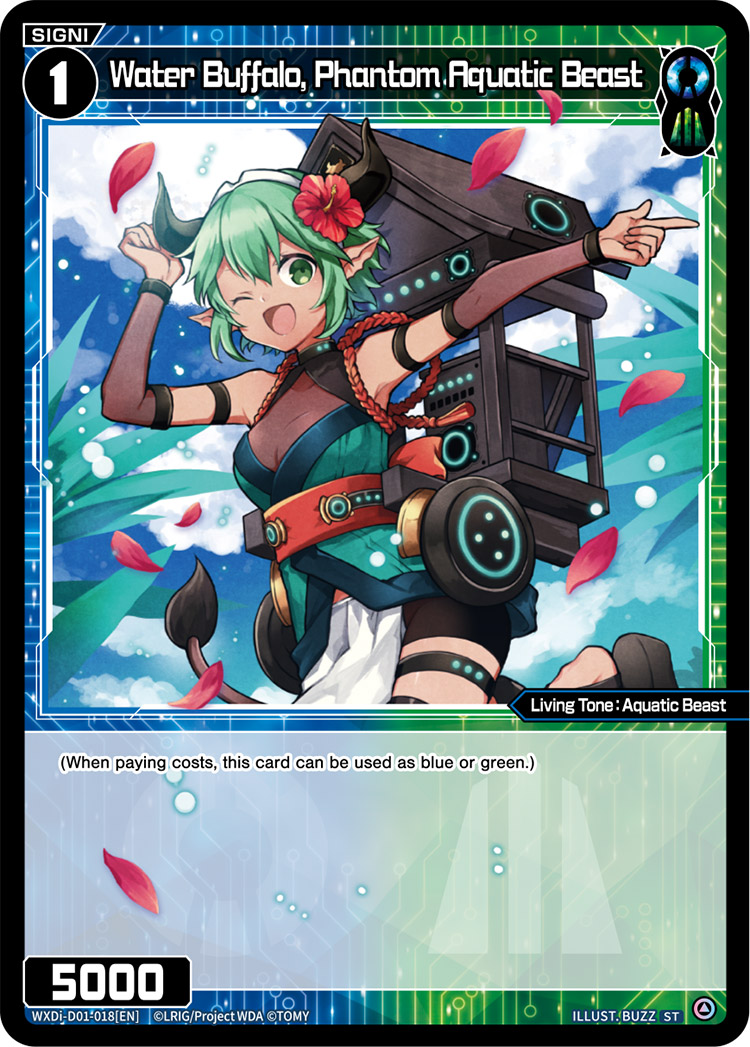 SIGNI
1
Water Buffalo, Phantom Aquatic Beast
Living Tone:Aquatic Beast
(When paying costs, this card can be used as blue or green.)
5000
WXDi-D01-018[EN] ©LRIG/Project WDA ©TOMY
ILLUST. BUZZ ST